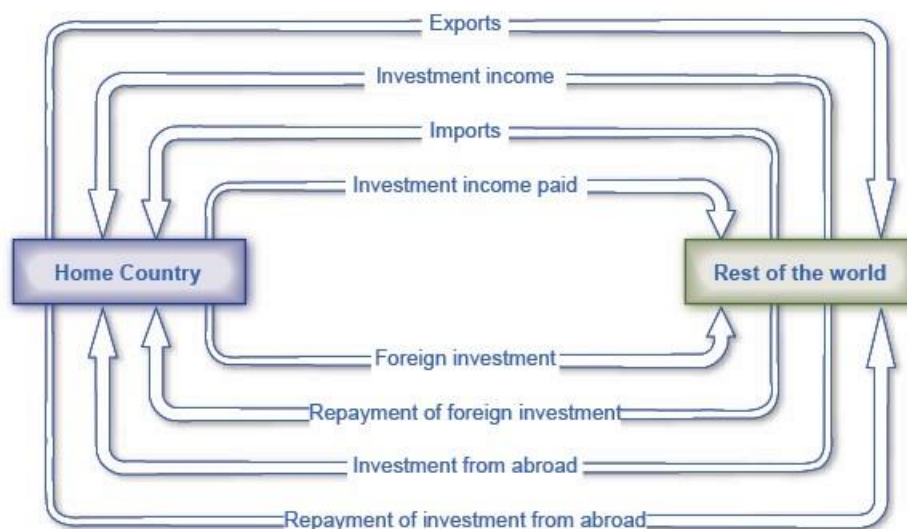 Exports
Investment income
Imports
Investment income paid
Home Country
Rest of the world
Foreign investment
Repayment of foreign investment
Investment from abroad
Repayment of investment from abroad